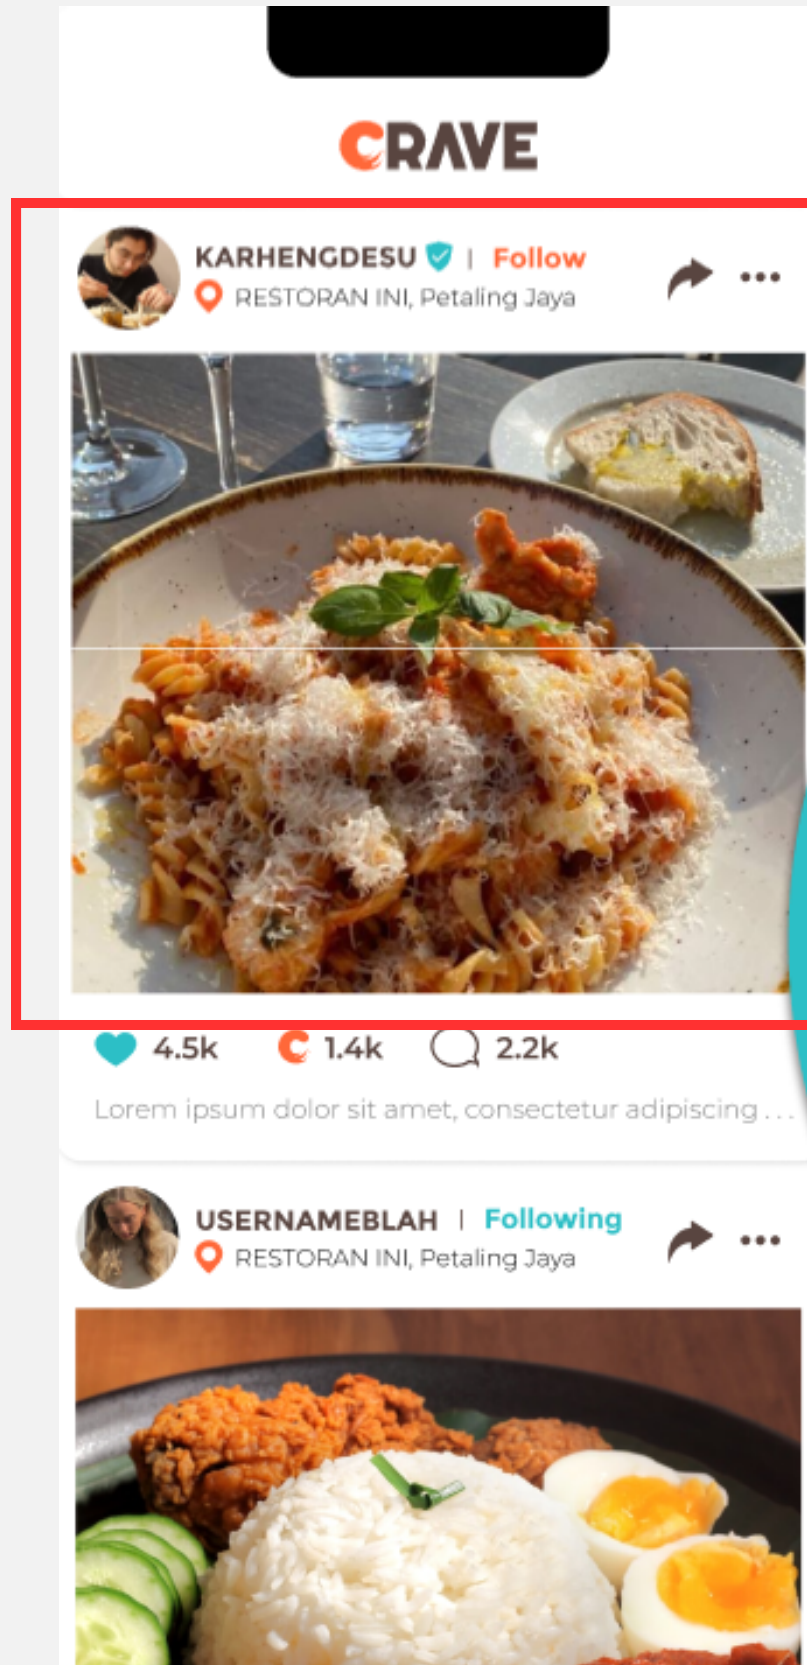 CRAVE
KARHENGDESU | Follow
RESTORAN INI, Petaling Jaya
4.5k 1.4k 2.2k
Lorem ipsum dolor sit amet, consectetur adipiscing . . .
USERNAMEBLAH | Following
RESTORAN INI, Petaling Jaya